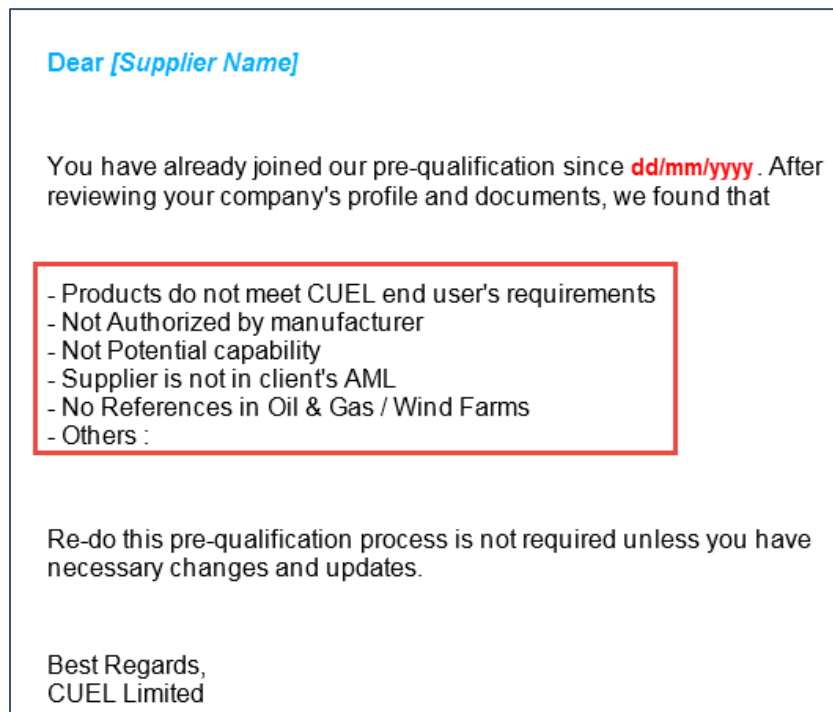 Dear [Supplier Name]
You have already joined our pre-qualification since dd/mm/yyyy. After
reviewing your company's profile and documents, we found that
- Products do not meet CUEL end user's requirements
- Not Authorized by manufacturer
- Not Potential capability
- Supplier is not in client's AML
- No References in Oil & Gas / Wind Farms
- Others :
Re-do this pre-qualification process is not required unless you have
necessary changes and updates.
Best Regards,
CUEL Limited